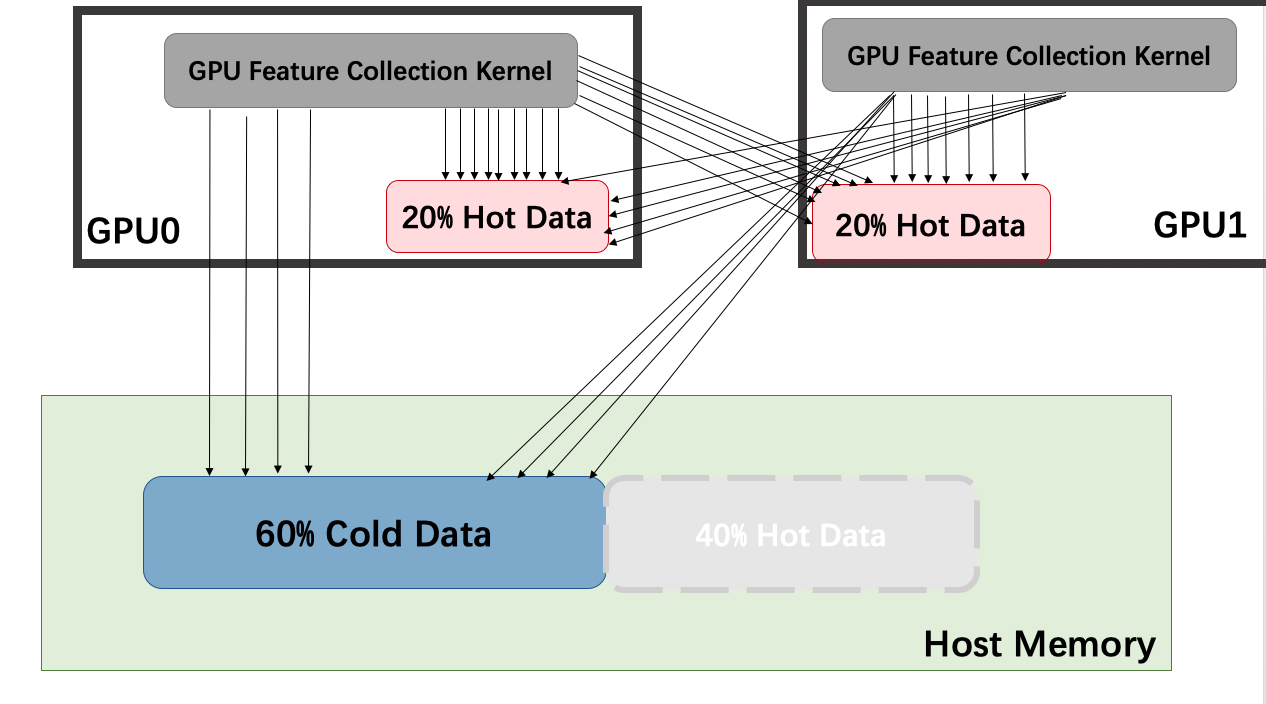 GPU Feature Collection Kernel
GPU Feature Collection Kernel
20% Hot Data
20% Hot Data
GPU0
GPU1
60% Cold Data
40% Hot Data
Host Memory